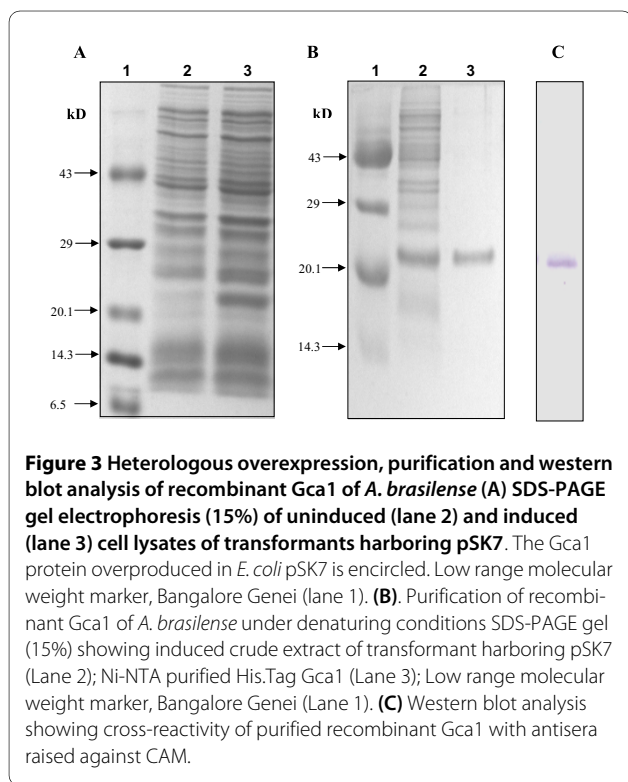 A B C
1 2 3 1 2 3
kD kD
43 43
29 29
20.1 20.1
14.3 14.3
6.5
Figure 3 Heterologous overexpression, purification and western
blot analysis of recombinant Gca1 of A. brasilense (A) SDS-PAGE
gel electrophoresis (15%) of uninduced (lane 2) and induced
(lane 3) cell lysates of transformants harboring pSK7. The Gca1
protein overproduced in E. coli pSK7 is encircled. Low range molecular
weight marker, Bangalore Genei (lane 1). (B). Purification of recombi-
nant Gca1 of A. brasilense under denaturing conditions SDS-PAGE gel
(15%) showing induced crude extract of transformant harboring pSK7
(Lane 2); Ni-NTA purified His.Tag Gca1 (Lane 3); Low range molecular
weight marker, Bangalore Genei (Lane 1). (C) Western blot analysis
showing cross-reactivity of purified recombinant Gca1 with antisera
raised against CAM.